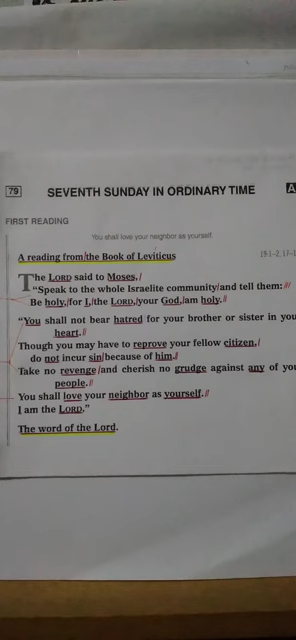 79 SEVENTH SUNDAY IN ORDINARY TIME A
FIRST READING
You shall love your neighbor as yourself.
A reading from the Book of Leviticus 19:1-2, 17-1
The LORD said to Moses,
"Speak to the whole Israelite community and tell them:
Be holy, for I, the LORD, your God, am holy.
"You shall not bear hatred for your brother or sister in you
heart.
Though you may have to reprove your fellow citizen,
do not incur sin because of him.
Take no revenge and cherish no grudge against any of you
people.
You shall love your neighbor as yourself.
I am the LORD."
The word of the Lord.